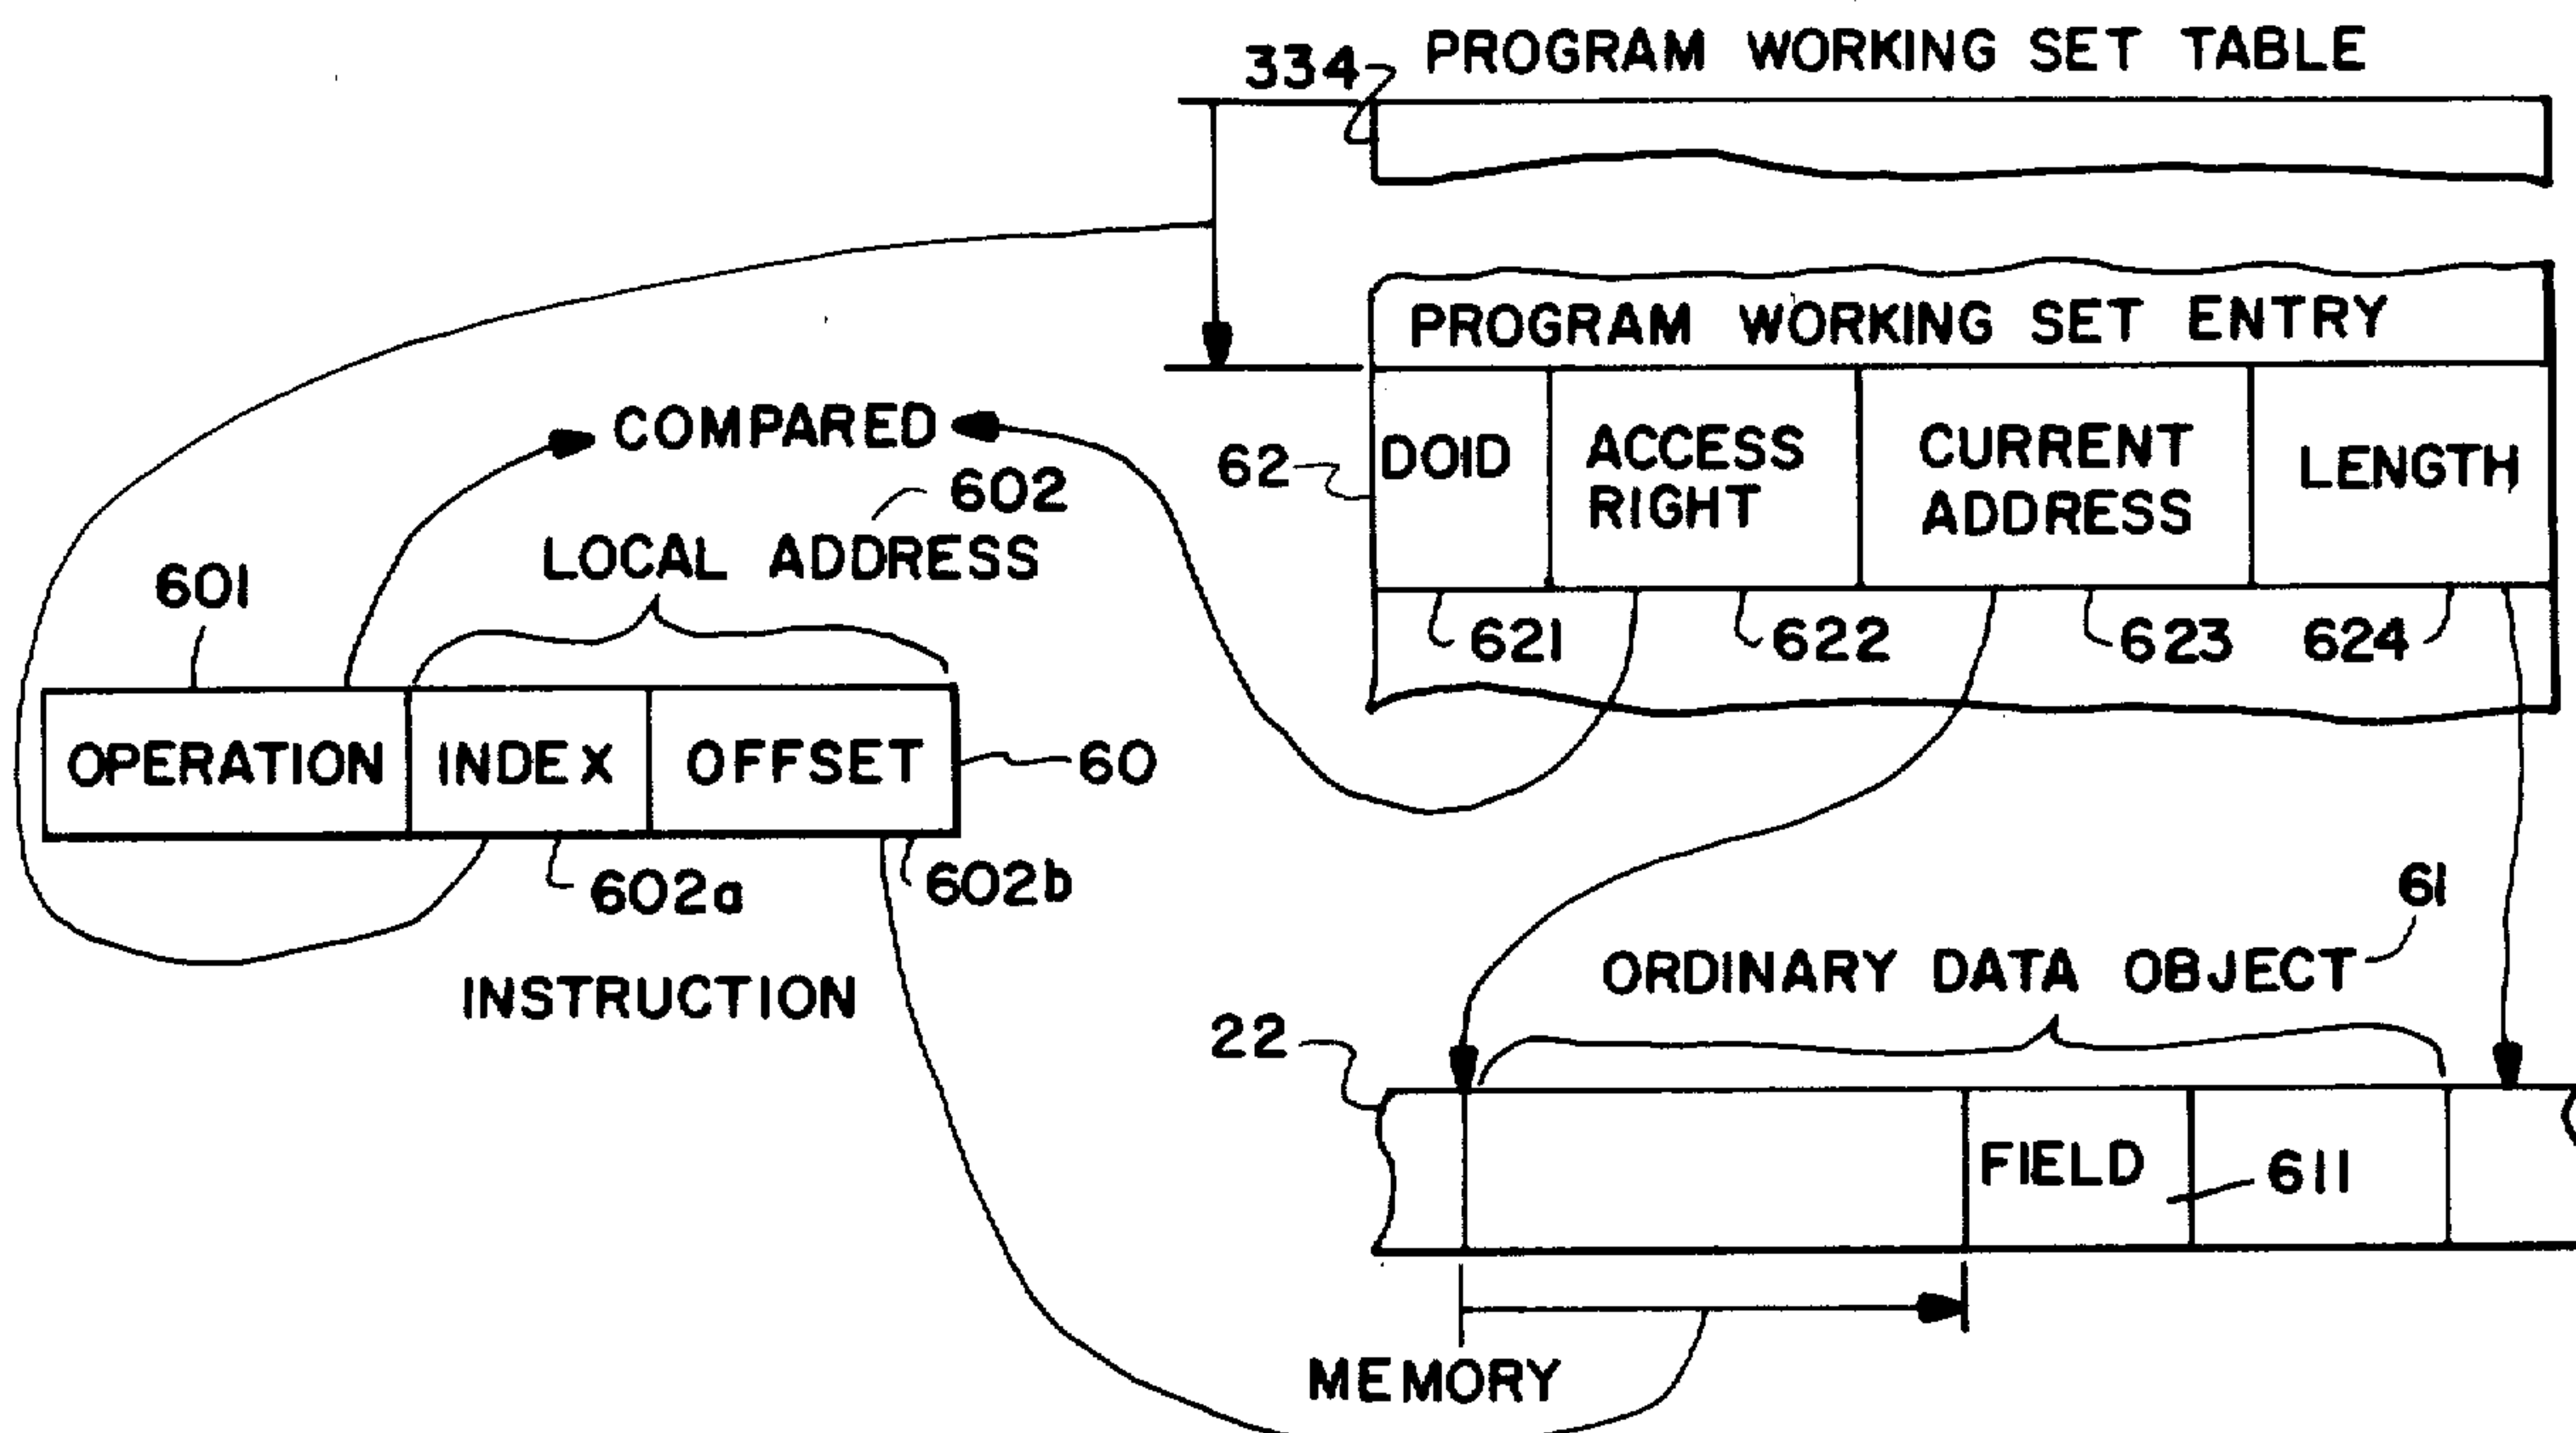 334 PROGRAM WORKING SET TABLE
PROGRAM WORKING SET ENTRY
62 DOID ACCESS RIGHT CURRENT ADDRESS LENGTH
621 622 623 624
COMPARED
602
LOCAL ADDRESS
601
OPERATION INDEX OFFSET 60
602a 602b
INSTRUCTION
61
ORDINARY DATA OBJECT
22
FIELD 611
MEMORY